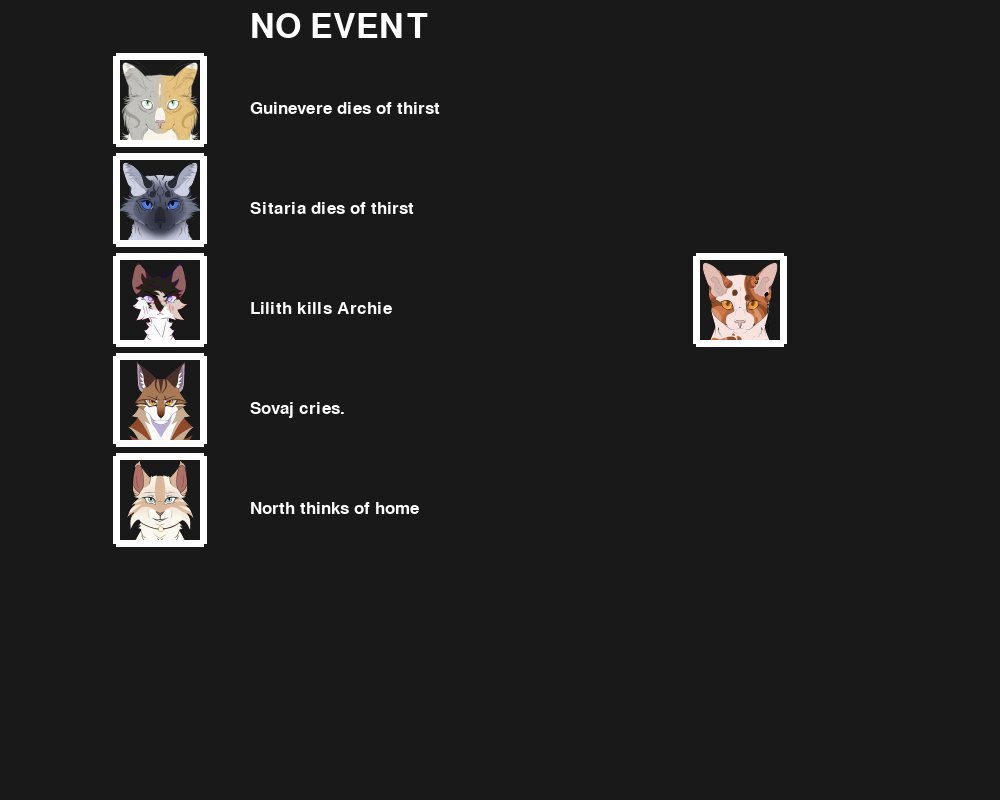 NO EVENT
Guinevere dies of thirst
Sitaria dies of thirst
Lilith kills Archie
Sovaj cries.
North thinks of home